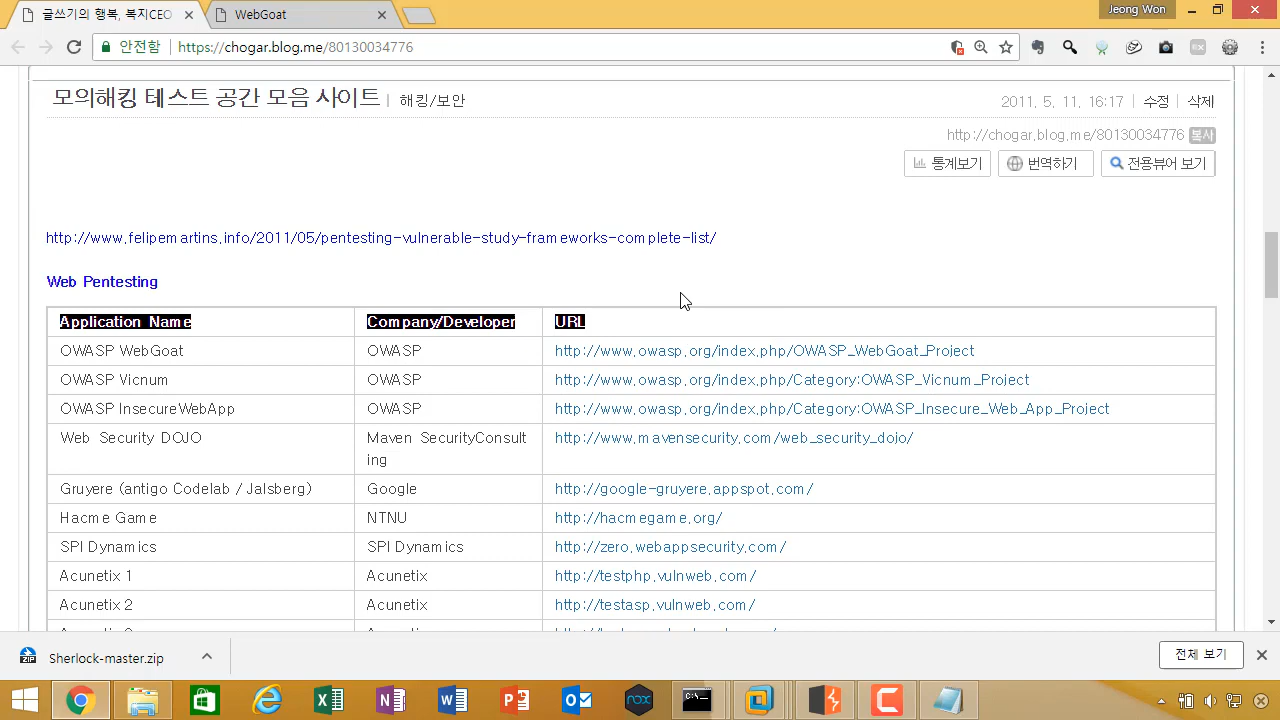 글쓰기의 행복, 복지CEO
WebGoat
Jeong Won
안전함
https://chogar.blog.me/80130034776
모의해킹 테스트 공간 모음 사이트 | 해킹/보안
2011. 5. 11. 16:17 | 수정 | 삭제
http://chogar.blog.me/80130034776 복사
통계보기
번역하기
전용뷰어 보기
http://www.felipemartins.info/2011/05/pentesting-vulnerable-study-frameworks-complete-list/
Web Pentesting
Application Name Company/Developer URL
OWASP WebGoat OWASP http://www.owasp.org/index.php/OWASP_WebGoat_Project
OWASP Vicnum OWASP http://www.owasp.org/index.php/Category:OWASP_Vicnum_Project
OWASP InsecureWebApp OWASP http://www.owasp.org/index.php/Category:OWASP_Insecure_Web_App_Project
Web Security DOJO Maven SecurityConsult http://www.mavensecurity.com/web_security_dojo/
ing
Gruyere (antigo Codelab / Jalsberg) Google http://google-gruyere.appspot.com/
Hacme Game NTNU http://hacmegame.org/
SPI Dynamics SPI Dynamics http://zero.webappsecurity.com/
Acunetix 1 Acunetix http://testphp.vulnweb.com/
Acunetix 2 Acunetix http://testasp.vulnweb.com/
ZIP
Sherlock-master.zip
전체 보기
nox
C:\.